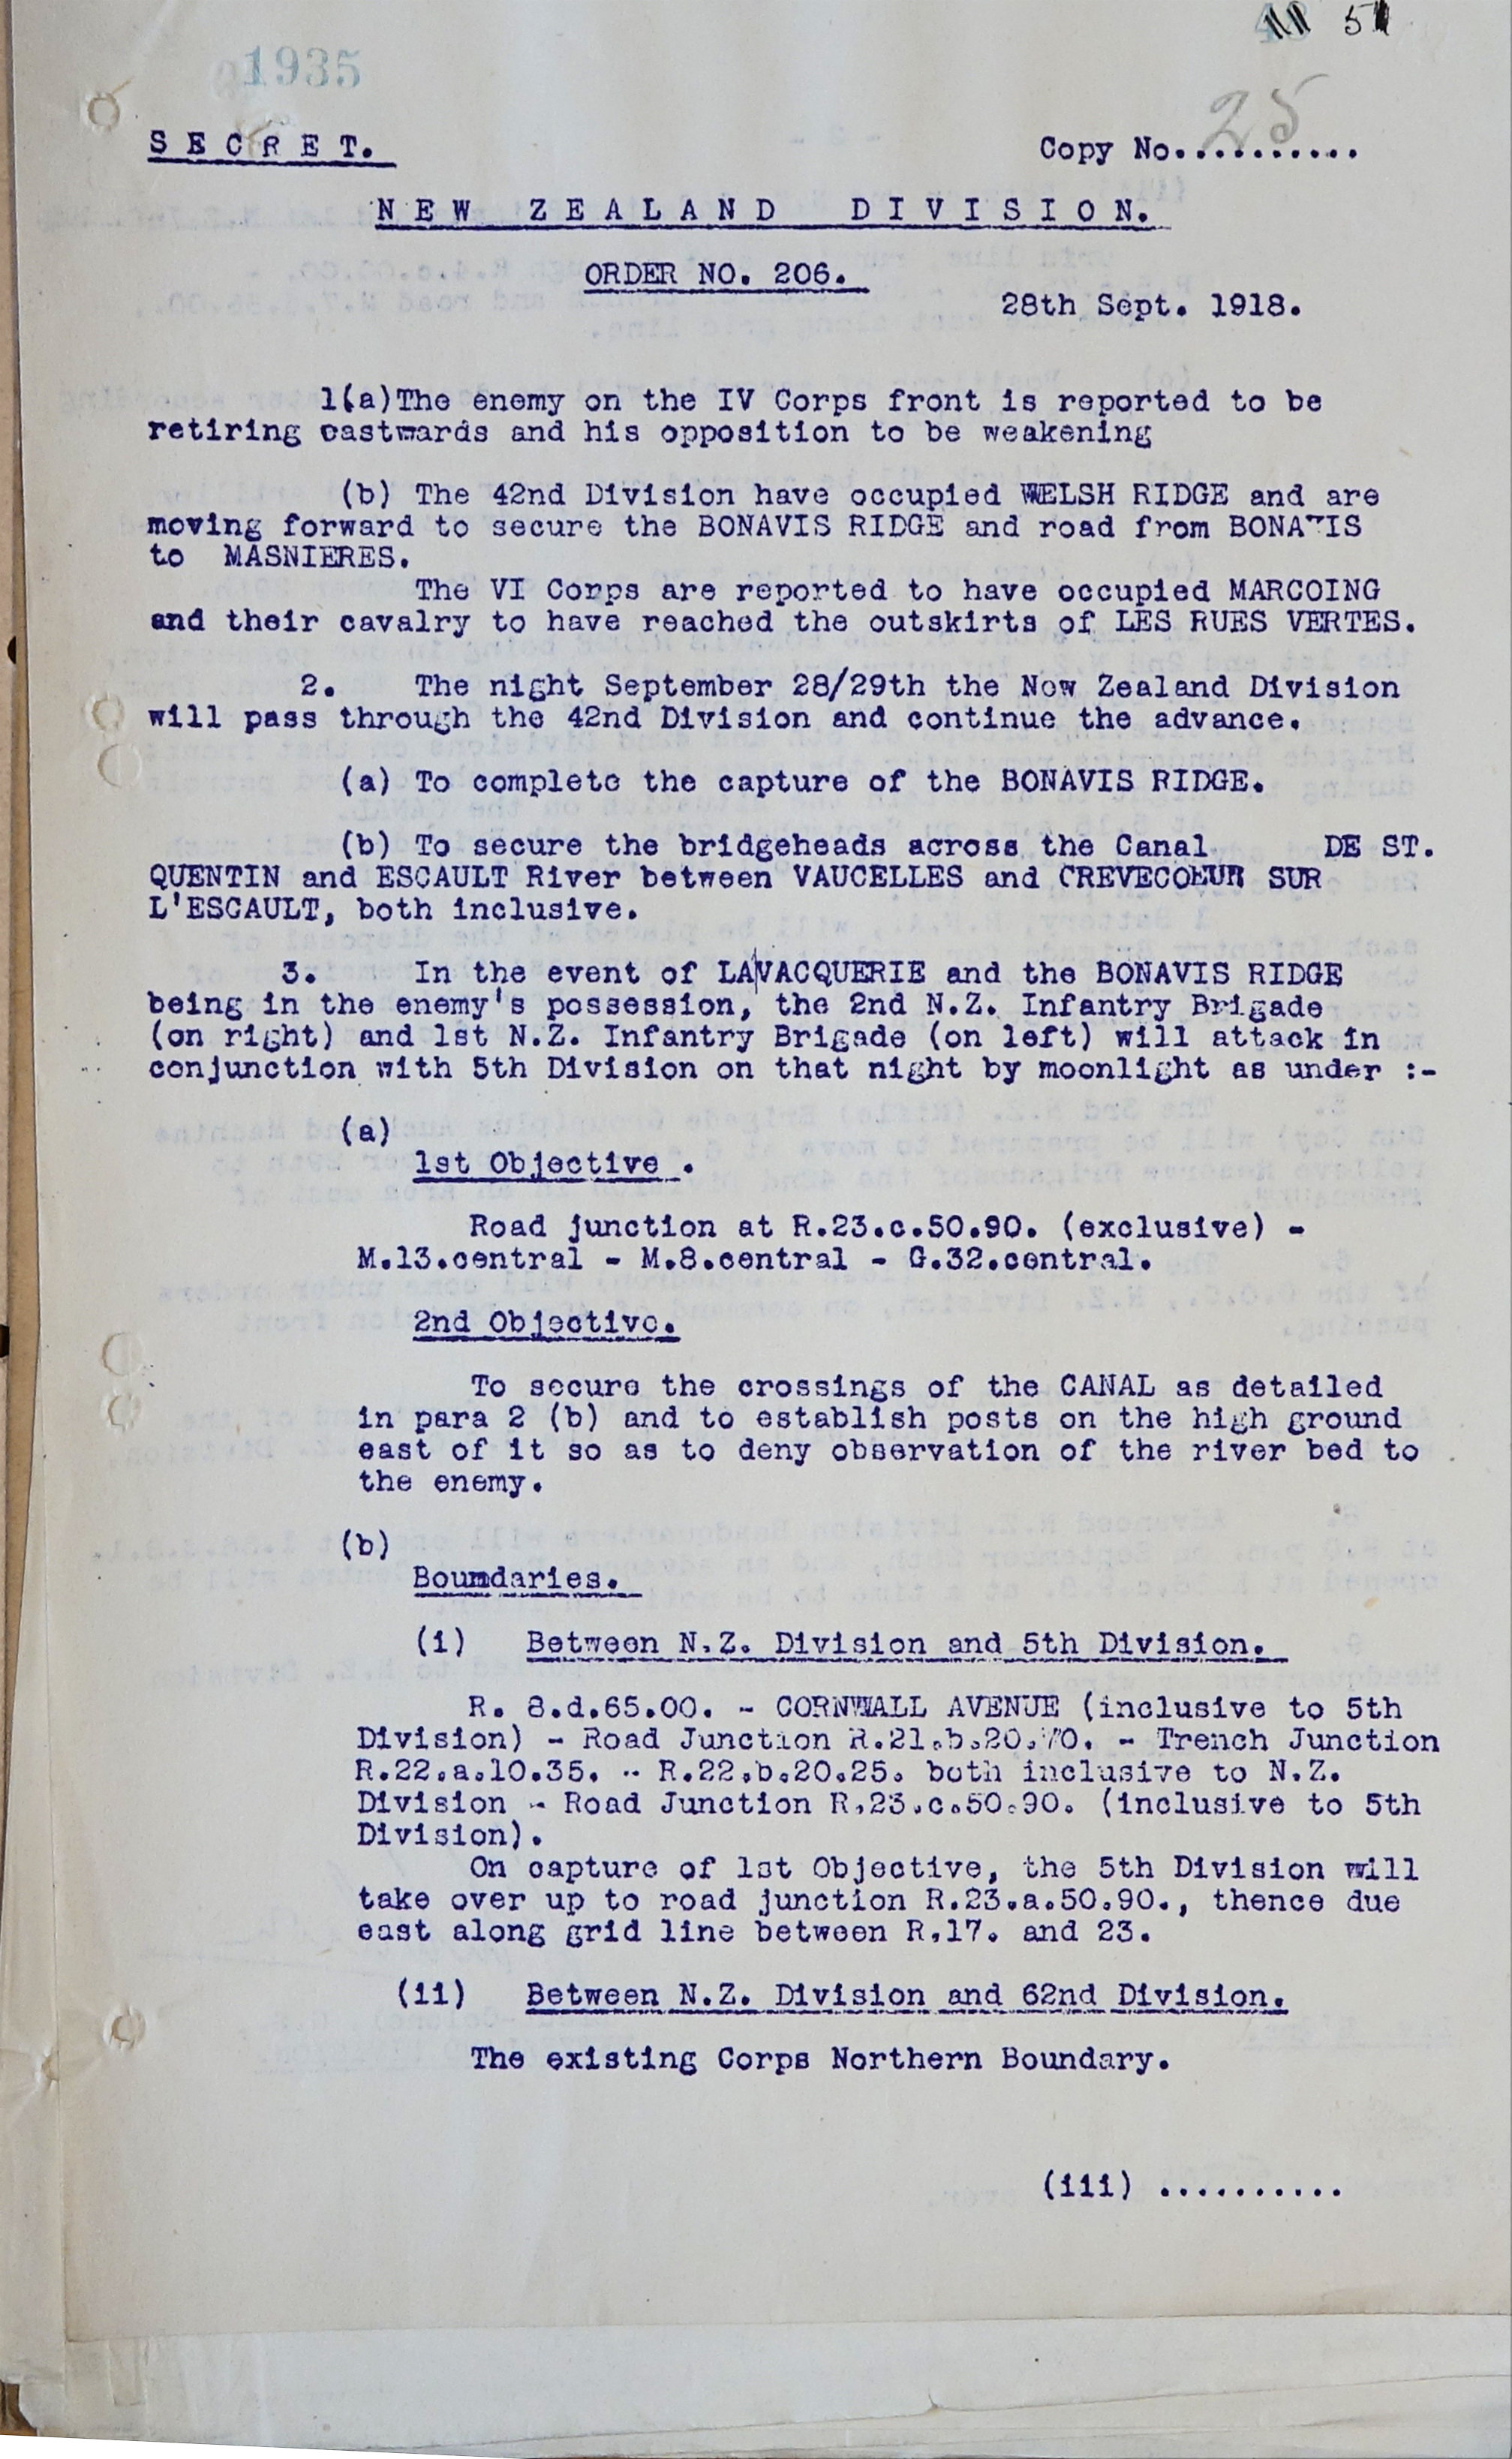 1935
51
25
S E C R E T.
Copy No...........
N E W Z E A L A N D D I V I S I O N.
ORDER NO. 206.
28th Sept. 1918.
1(a)The enemy on the IV Corps front is reported to be
retiring eastwards and his opposition to be weakening
(b) The 42nd Division have occupied WELSH RIDGE and are
moving forward to secure the BONAVIS RIDGE and road from BONAVIS
to MASNIERES.
The VI Corps are reported to have occupied MARCOING
and their cavalry to have reached the outskirts of LES RUES VERTES.
2. The night September 28/29th the New Zealand Division
will pass through the 42nd Division and continue the advance.
(a) To complete the capture of the BONAVIS RIDGE.
(b) To secure the bridgeheads across the Canal DE ST.
QUENTIN and ESCAULT River between VAUCELLES and CREVECOEUR SUR
L'ESCAULT, both inclusive.
3. In the event of LA|VACQUERIE and the BONAVIS RIDGE
being in the enemy's possession, the 2nd N.Z. Infantry Brigade
(on right) and 1st N.Z. Infantry Brigade (on left) will attack in
conjunction with 5th Division on that night by moonlight as under :-
(a)
1st Objective .
Road junction at R.23.c.50.90. (exclusive) -
M.13.central - M.8.central - G.32.central.
2nd Objective.
To secure the crossings of the CANAL as detailed
in para 2 (b) and to establish posts on the high ground
east of it so as to deny observation of the river bed to
the enemy.
(b)
Boundaries.
(i) Between N.Z. Division and 5th Division.
R. 8.d.65.00. - CORNWALL AVENUE (inclusive to 5th
Division) - Road Junction R.21.b.20.70. - Trench Junction
R.22.a.10.35. - R.22.b.20.25. both inclusive to N.Z.
Division - Road Junction R.23.c.50.90. (inclusive to 5th
Division).
On capture of 1st Objective, the 5th Division will
take over up to road junction R.23.a.50.90., thence due
east along grid line between R.17. and 23.
(ii) Between N.Z. Division and 62nd Division.
The existing Corps Northern Boundary.
(iii) ..........